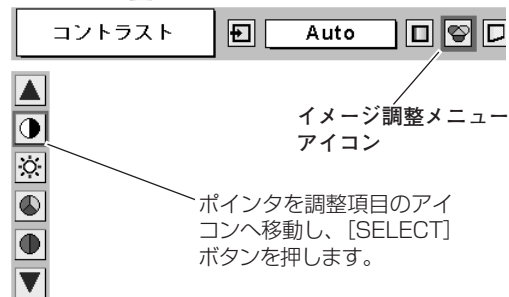 コントラスト Auto
イメージ調整メニュー
アイコン
ポインタを調整項目のアイ
コンへ移動し、[SELECT]
ボタンを押します。